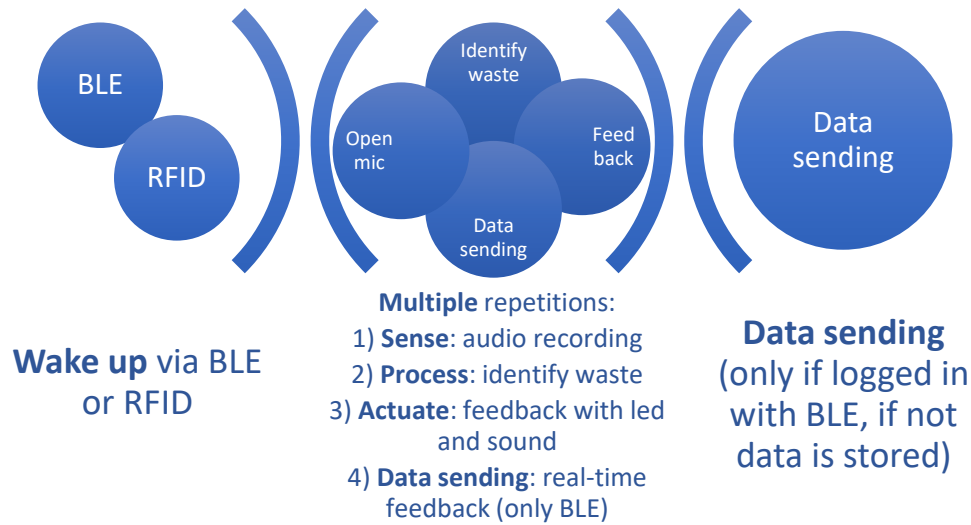 BLE
RFID
Identify
waste
Open
mic
Feed
back
Data
sending
Data
sending
Wake up via BLE
or RFID
Multiple repetitions:
1) Sense: audio recording
2) Process: identify waste
3) Actuate: feedback with led
and sound
4) Data sending: real-time
feedback (only BLE)
Data sending
(only if logged in
with BLE, if not
data is stored)